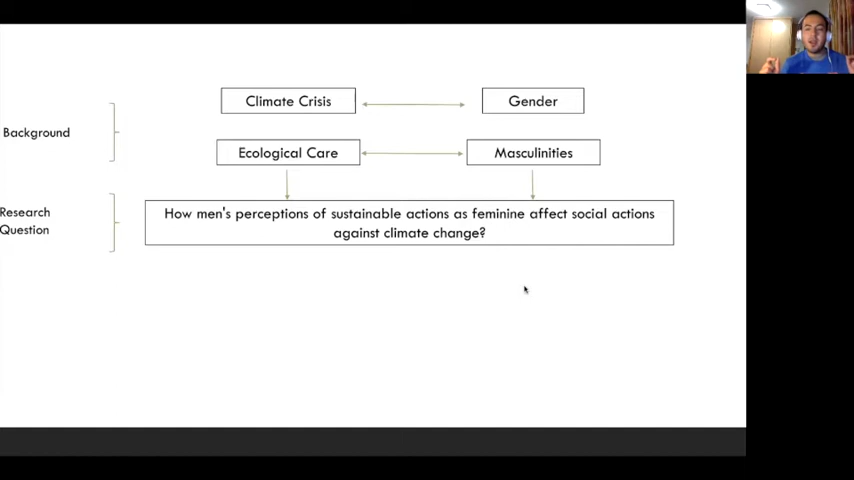 Climate Crisis
Gender
Background
Ecological Care
Masculinities
Research
Question
How men's perceptions of sustainable actions as feminine affect social actions
against climate change?